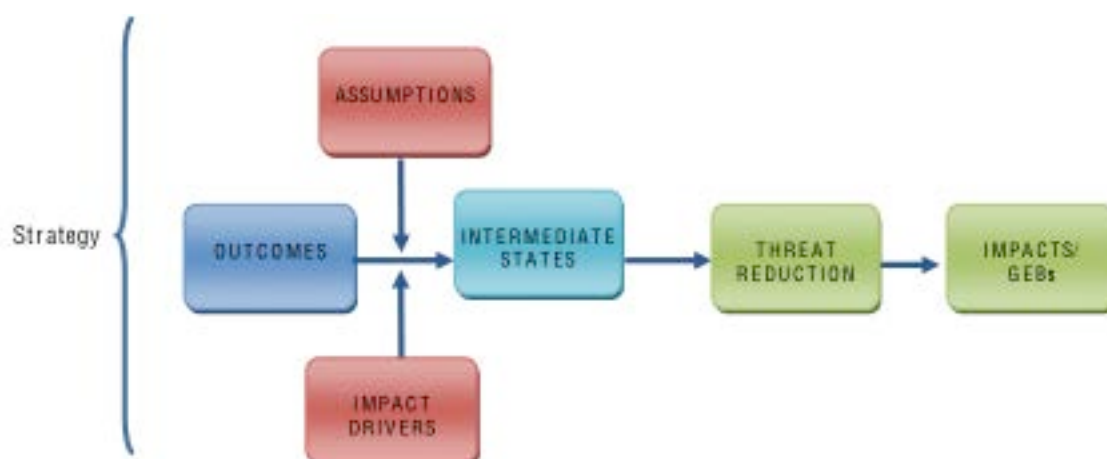 ASSUMPTIONS
Strategy
OUTCOMES
INTERMEDIATE
STATES
THREAT
REDUCTION
IMPACTS/
GEBs
IMPACT
DRIVERS